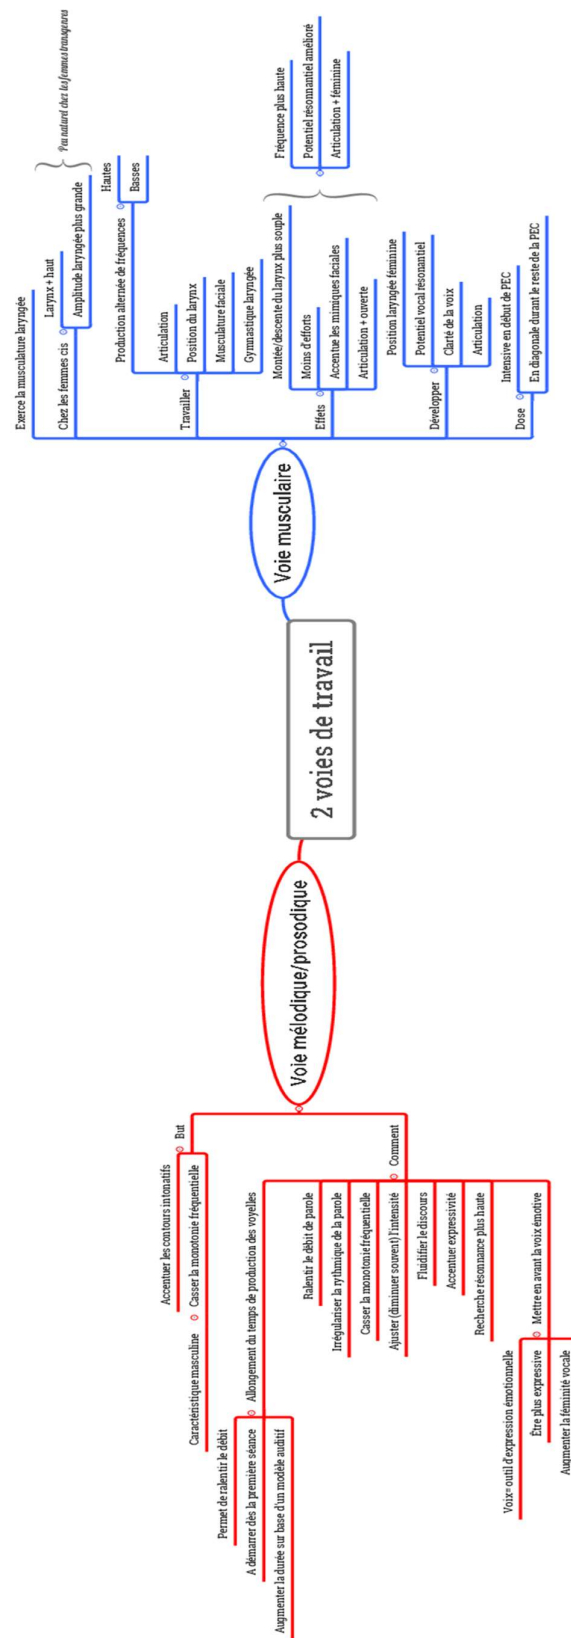 2 voies de travail
Voie musculaire
Exerce la musculature laryngée
Chez les femmes cis
Larynx + haut
Amplitude laryngée plus grande
Peu naturel chez les femmes transgenres
Travailler
Production alternée de fréquences
Hautes
Basses
Articulation
Position du larynx
Musculature faciale
Gymnastique laryngée
Effets
Montée/descente du larynx plus souple
Moins d'efforts
Accentue les mimiques faciales
Articulation + ouverte
Fréquence plus haute
Potentiel résonnantiel amélioré
Articulation + féminine
Développer
Position laryngée féminine
Potentiel vocal résonantiel
Clarté de la voix
Articulation
Dose
Intensive en début de PEC
En diagonale durant le reste de la PEC
Voie mélodique/prosodique
But
Accentuer les contours intonatifs
Casser la monotonie fréquentielle
Caractéristique masculine
Comment
Allongement du temps de production des voyelles
Permet de ralentir le débit
A démarrer dès la première séance
Augmenter la durée sur base d'un modèle auditif
Ralentir le débit de parole
Irrégulariser la rythmique de la parole
Casser la monotonie fréquentielle
Ajuster (diminuer souvent) l'intensité
Fluidifier le discours
Accentuer expressivité
Recherche résonnance plus haute
Mettre en avant la voix émotive
Voix= outil d'expression émotionnelle
Être plus expressive
Augmenter la féminité vocale